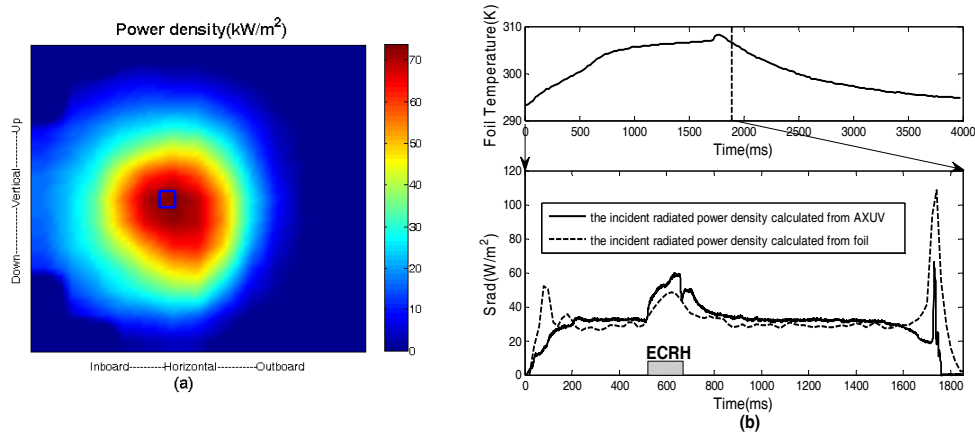 Power density(kW/m²)
Down----------Vertical----------Up
70
60
50
40
30
20
10
0
Inboard---------Horizontal---------Outboard
(a)
Foil Temperature(K)
310
305
300
295
290
0 500 1000 1500 2000 2500 3000 3500 4000
Time(ms)
Srad(W/m²)
120
100
80
60
40
20
0
the incident radiated power density calculated from AXUV
the incident radiated power density calculated from foil
ECRH
0 200 400 600 800 1000 1200 1400 1600 1800
Time(ms)
(b)